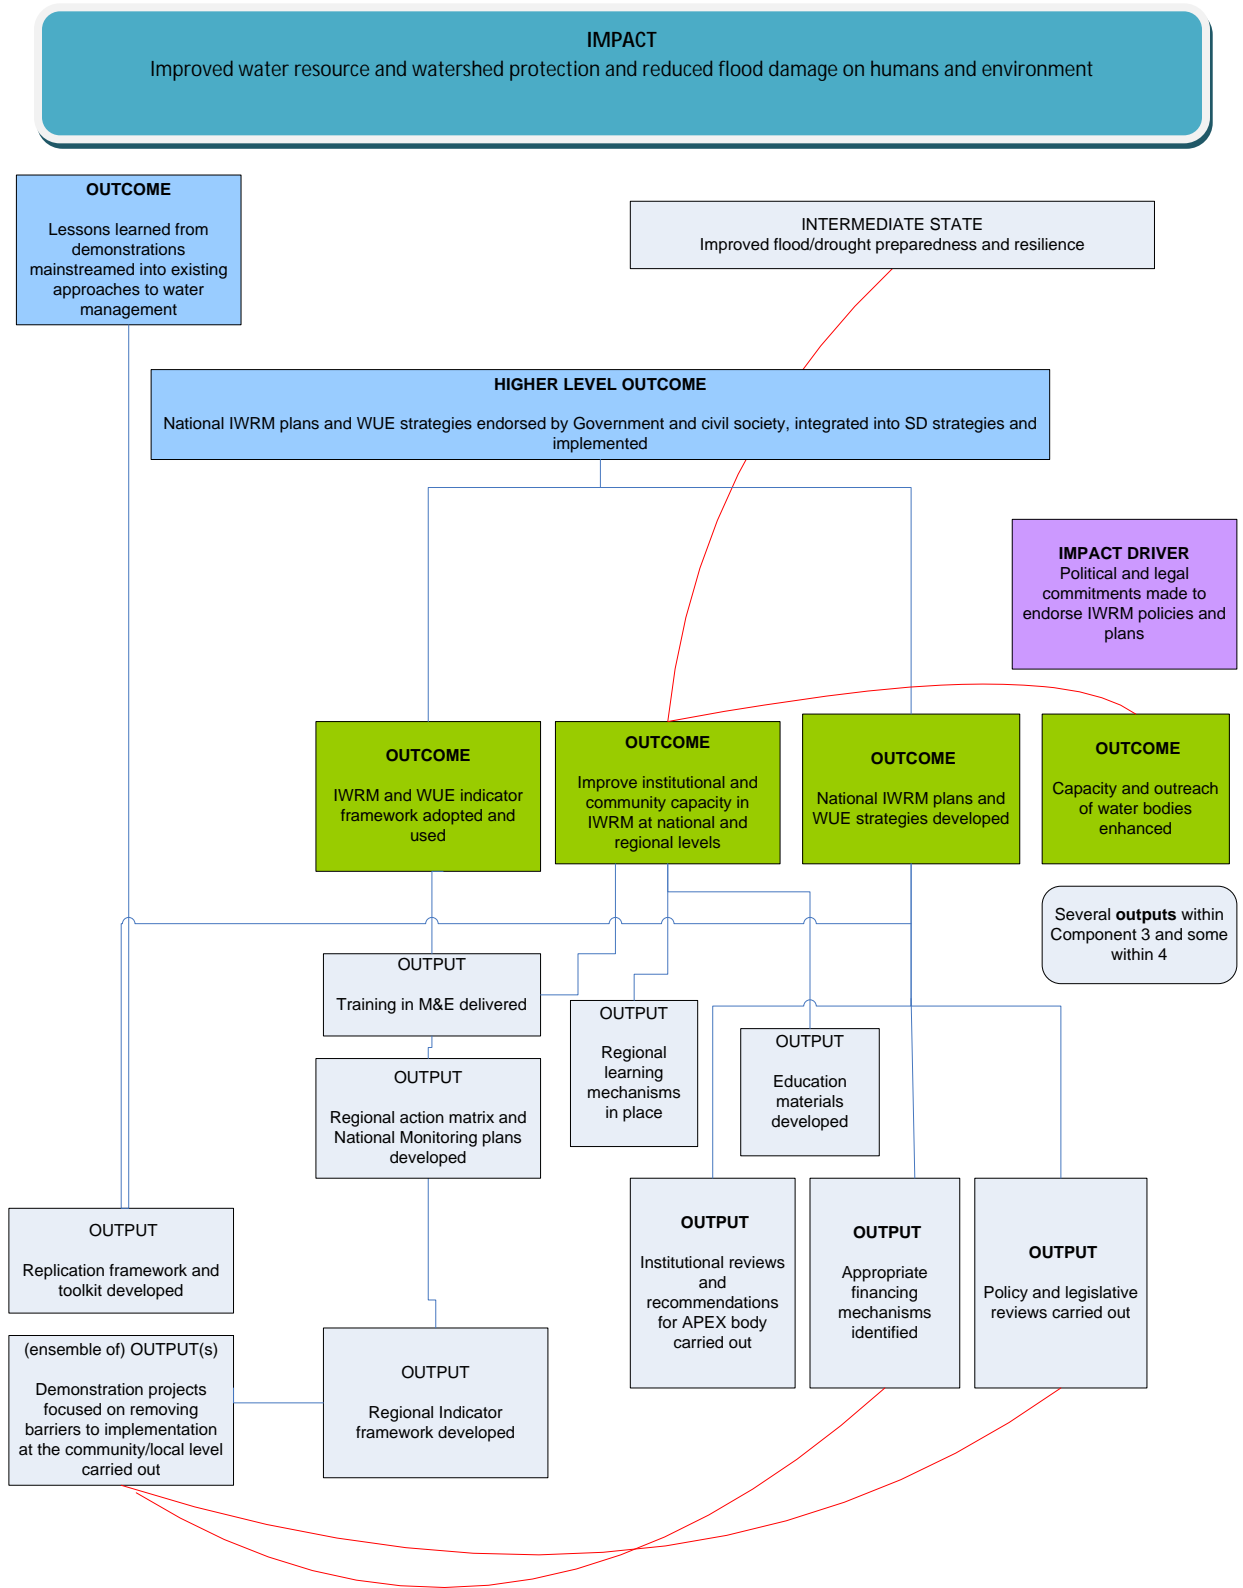 IMPACT
Improved water resource and watershed protection and reduced flood damage on humans and environment
OUTCOME
Lessons learned from
demonstrations
mainstreamed into existing
approaches to water
management
INTERMEDIATE STATE
Improved flood/drought preparedness and resilience
HIGHER LEVEL OUTCOME
National IWRM plans and WUE strategies endorsed by Government and civil society, integrated into SD strategies and
implemented
IMPACT DRIVER
Political and legal
commitments made to
endorse IWRM policies and
plans
OUTCOME
IWRM and WUE indicator
framework adopted and
used
OUTCOME
Improve institutional and
community capacity in
IWRM at national and
regional levels
OUTCOME
National IWRM plans and
WUE strategies developed
OUTCOME
Capacity and outreach
of water bodies
enhanced
Several outputs within
Component 3 and some
within 4
OUTPUT
Training in M&E delivered
OUTPUT
Regional
learning
mechanisms
in place
OUTPUT
Education
materials
developed
OUTPUT
Regional action matrix and
National Monitoring plans
developed
OUTPUT
Replication framework and
toolkit developed
OUTPUT
Institutional reviews
and
recommendations
for APEX body
carried out
OUTPUT
Appropriate
financing
mechanisms
identified
OUTPUT
Policy and legislative
reviews carried out
(ensemble of) OUTPUT(s)
Demonstration projects
focused on removing
barriers to implementation
at the community/local level
carried out
OUTPUT
Regional Indicator
framework developed